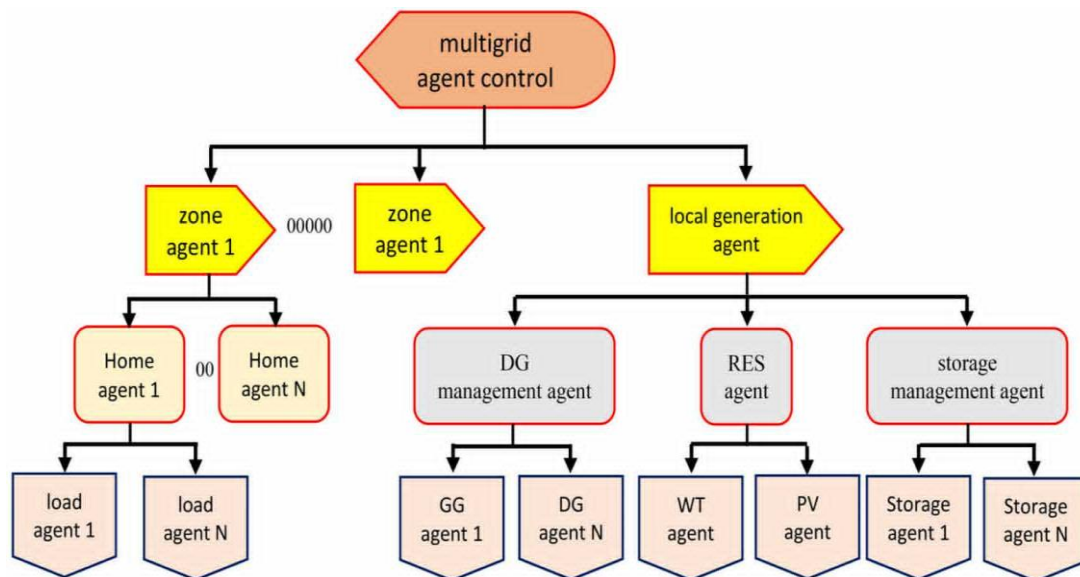 multigrid
agent control
zone
agent 1
00000
zone
agent 1
local generation
agent
Home
agent 1
00
Home
agent N
DG
management agent
RES
agent
storage
management agent
load
agent 1
load
agent N
GG
agent 1
DG
agent N
WT
agent
PV
agent
Storage
agent 1
Storage
agent N